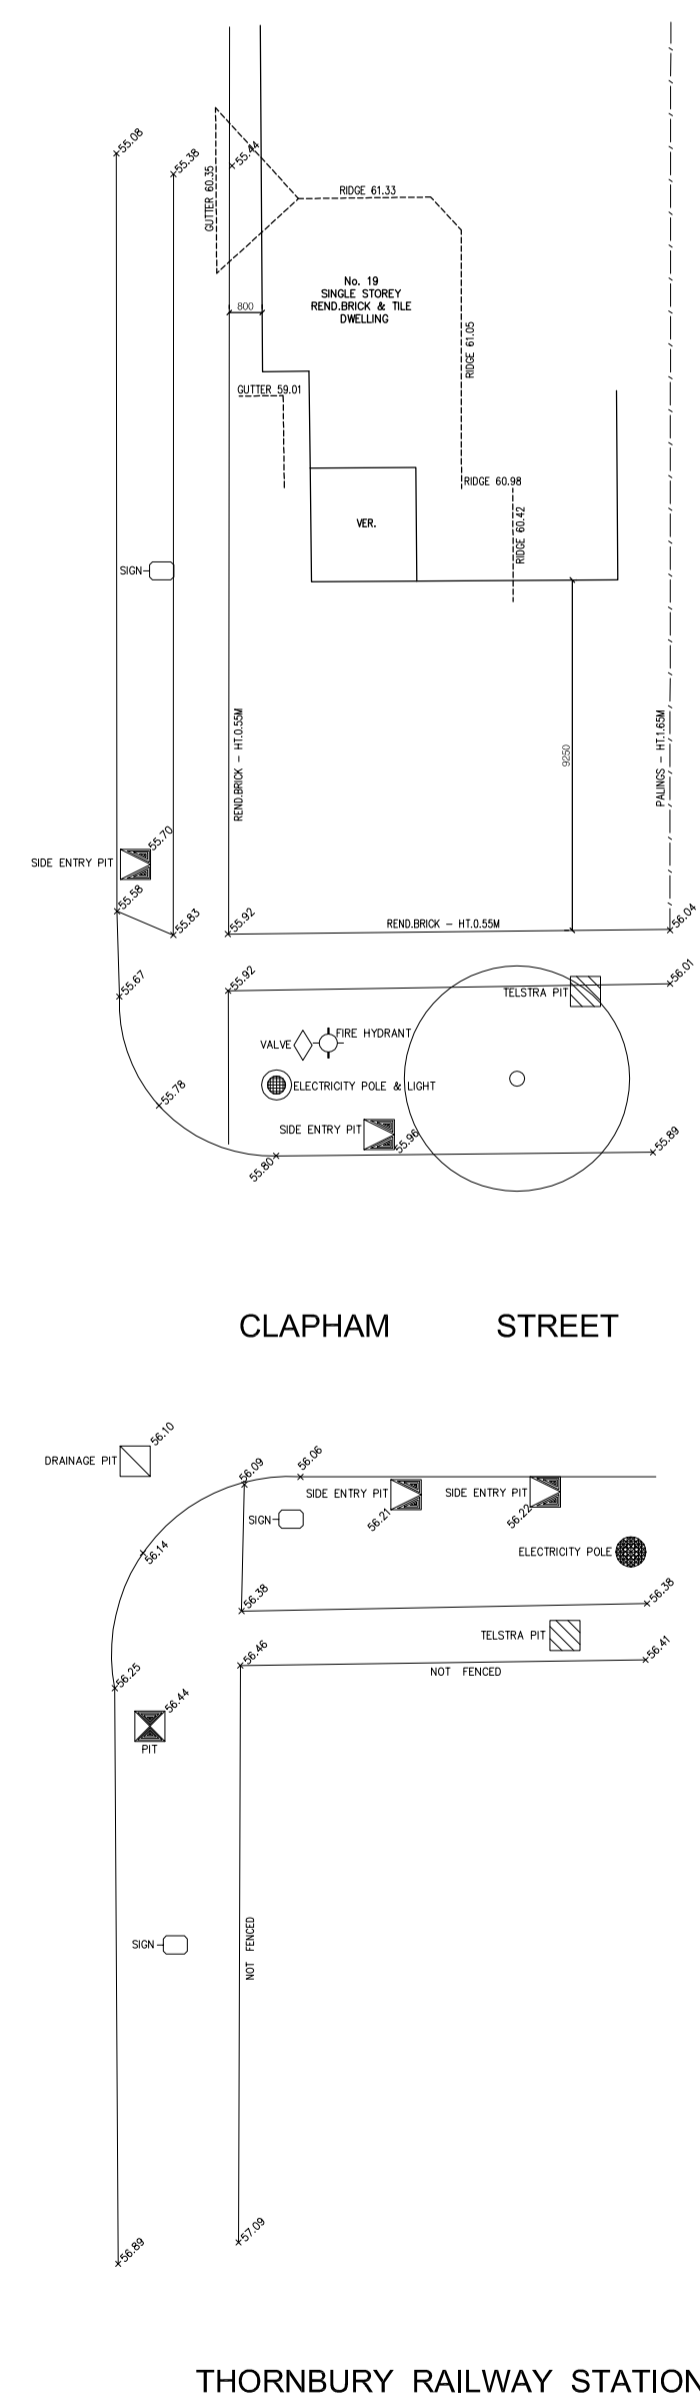 55.08
55.38
55.44
GUTTER 60.35
RIDGE 61.33
No. 19
SINGLE STOREY
REND.BRICK & TILE
DWELLING
800
RIDGE 61.05
GUTTER 59.01
RIDGE 60.98
RIDGE 60.42
VER.
SIGN
REND.BRICK – HT.0.55M
9250
PALINGS – HT.1.65M
55.70
SIDE ENTRY PIT
55.58
55.83
55.92
REND.BRICK – HT.0.55M
56.04
55.67
55.92
56.01
TELSTRA PIT
FIRE HYDRANT
VALVE
ELECTRICITY POLE & LIGHT
55.78
SIDE ENTRY PIT
55.96
55.80
55.89
CLAPHAM STREET
56.10
DRAINAGE PIT
56.09
56.06
SIDE ENTRY PIT
SIDE ENTRY PIT
56.21
56.22
SIGN
56.14
ELECTRICITY POLE
56.38
56.38
TELSTRA PIT
56.46
56.41
NOT FENCED
56.25
56.44
PIT
SIGN
NOT FENCED
57.09
56.89
THORNBURY RAILWAY STATION